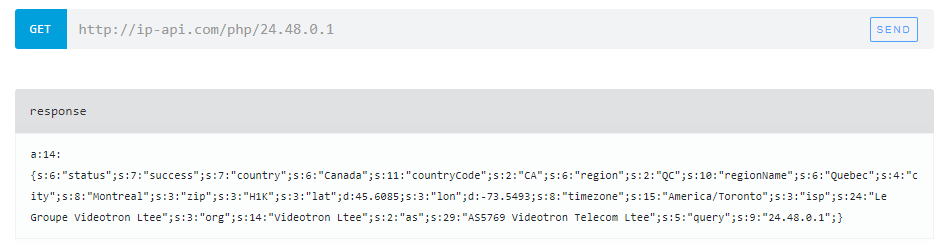 GET http://ip-api.com/php/24.48.0.1 SEND
response
a:14:
{s:6:"status";s:7:"success";s:7:"country";s:6:"Canada";s:11:"countryCode";s:2:"CA";s:6:"region";s:2:"QC";s:10:"regionName";s:6:"Quebec";s:4:"c
ity";s:8:"Montreal";s:3:"zip";s:3:"H1K";s:3:"lat";d:45.6085;s:3:"lon";d:-73.5493;s:8:"timezone";s:15:"America/Toronto";s:3:"isp";s:24:"Le
Groupe Videotron Ltee";s:3:"org";s:14:"Videotron Ltee";s:2:"as";s:29:"AS5769 Videotron Telecom Ltee";s:5:"query";s:9:"24.48.0.1";}